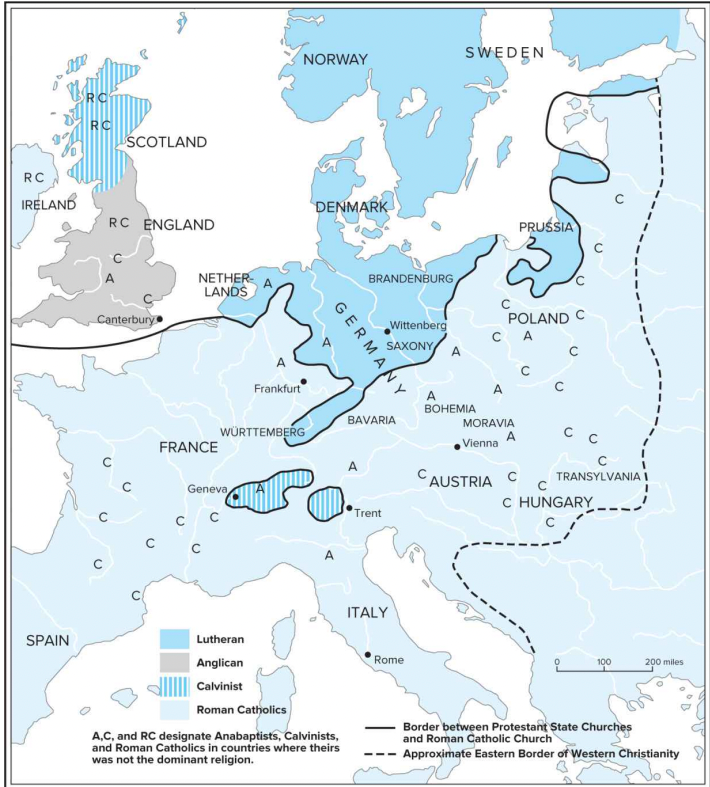 NORWAY
SWEDEN
R C
R C
SCOTLAND
R C
IRELAND
R C
ENGLAND
C
A
C
Canterbury
DENMARK
PRUSSIA
C
C
C
NETHER-
LANDS
A
BRANDENBURG
GERMANY
Wittenberg
SAXONY
A
A
Frankfurt
C
POLAND
C
C
A
A
C
C
C
A
C
BOHEMIA
A
BAVARIA
WÜRTTEMBERG
MORAVIA
A
Vienna
C
C
C
FRANCE
C
C
C
C
C
C
C
C
C
Geneva
A
A
Trent
C
AUSTRIA
C
C
C
TRANSYLVANIA
HUNGARY
C
A
ITALY
SPAIN
Rome
Lutheran
Anglican
Calvinist
Roman Catholics
0 100 200 miles
A,C, and RC designate Anabaptists, Calvinists,
and Roman Catholics in countries where theirs
was not the dominant religion.
Border between Protestant State Churches
and Roman Catholic Church
Approximate Eastern Border of Western Christianity